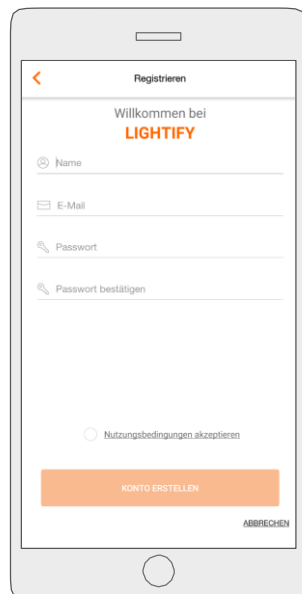 Registrieren
Willkommen bei
LIGHTIFY
Name
E-Mail
Passwort
Passwort bestätigen
Nutzungsbedingungen akzeptieren
KONTO ERSTELLEN
ABBRECHEN